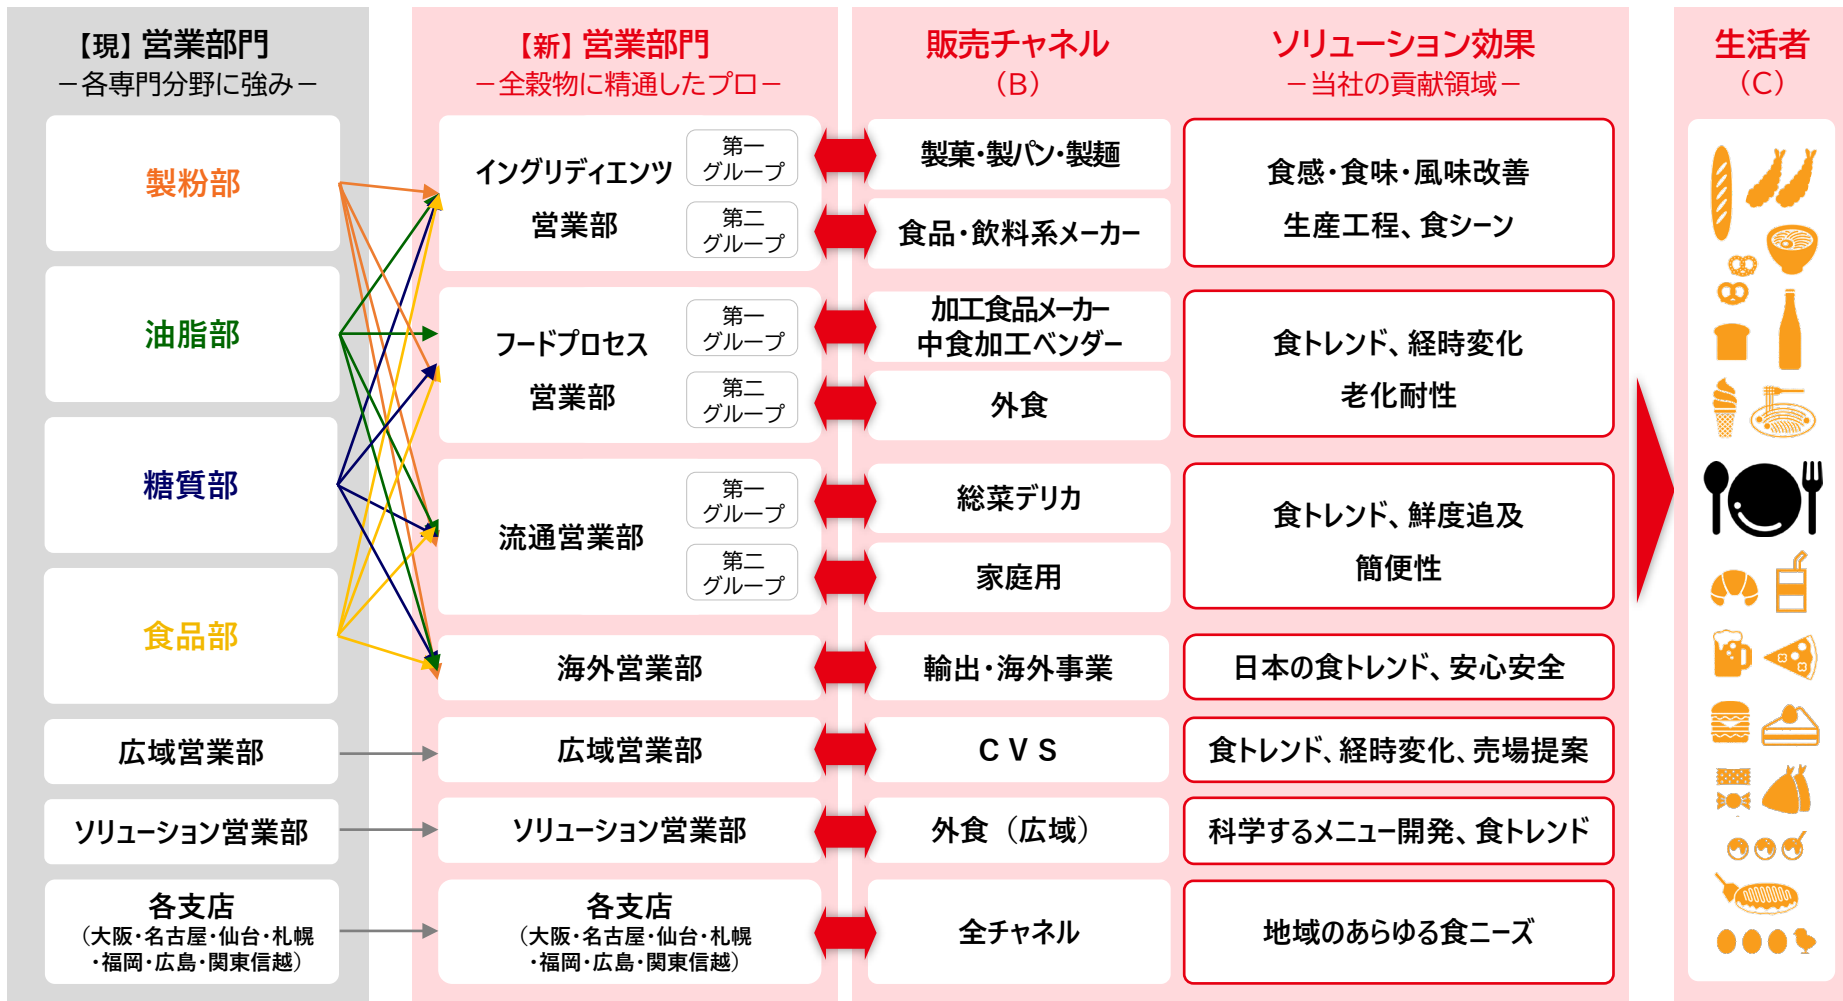 【現】営業部門
－各専門分野に強み－
製粉部
油脂部
糖質部
食品部
広域営業部
ソリューション営業部
各支店
（大阪・名古屋・仙台・札幌
・福岡・広島・関東信越）
【新】営業部門
－全穀物に精通したプロ－
イングリディエンツ
営業部
第一
グループ
第二
グループ
フードプロセス
営業部
第一
グループ
第二
グループ
流通営業部
第一
グループ
第二
グループ
海外営業部
広域営業部
ソリューション営業部
各支店
（大阪・名古屋・仙台・札幌
・福岡・広島・関東信越）
販売チャネル
（B）
製菓・製パン・製麺
食品・飲料系メーカー
加工食品メーカー
中食加工ベンダー
外食
総菜デリカ
家庭用
輸出・海外事業
ＣＶＳ
外食（広域）
全チャネル
ソリューション効果
－当社の貢献領域－
食感・食味・風味改善
生産工程、食シーン
食トレンド、経時変化
老化耐性
食トレンド、鮮度追及
簡便性
日本の食トレンド、安心安全
食トレンド、経時変化、売場提案
科学するメニュー開発、食トレンド
地域のあらゆる食ニーズ
生活者
（C）